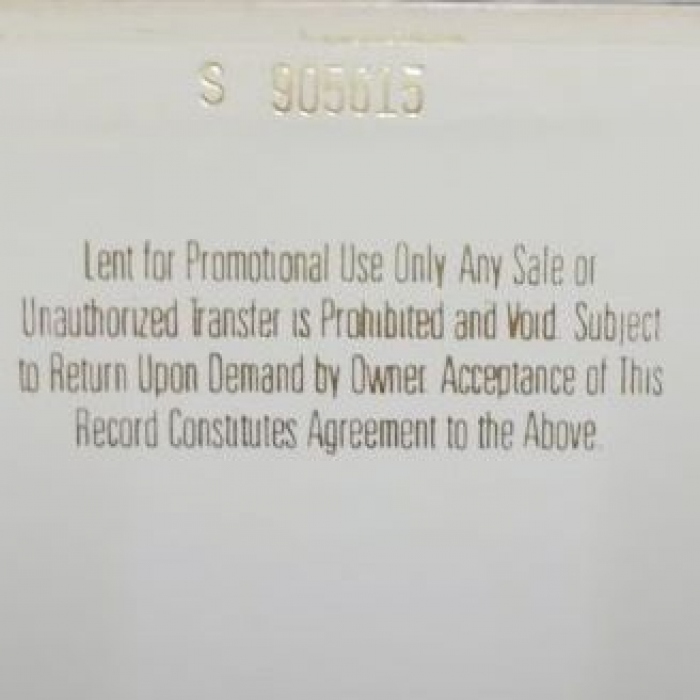 S 905615
Lent for Promotional Use Only Any Sale or
Unauthorized Transfer is Prohibited and Void. Subject
to Return Upon Demand by Owner. Acceptance of This
Record Constitutes Agreement to the Above.